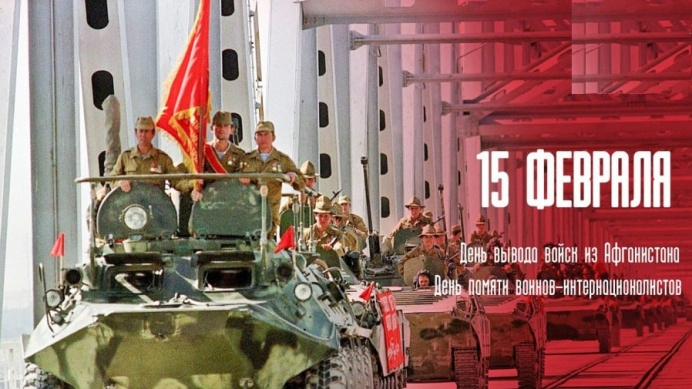 15 ФЕВРАЛЯ
День вывода войск из Афганистана
День памяти воинов-интернационалистов